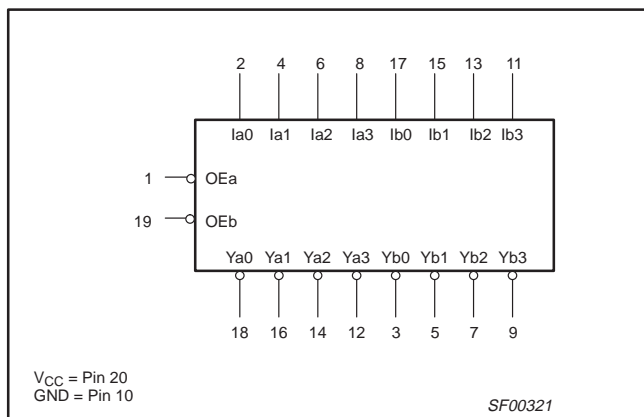 2 4 6 8 17 15 13 11
Ia0 Ia1 Ia2 Ia3 Ib0 Ib1 Ib2 Ib3
1 OEa
19 OEb
Ya0 Ya1 Ya2 Ya3 Yb0 Yb1 Yb2 Yb3
18 16 14 12 3 5 7 9
VCC = Pin 20
GND = Pin 10
SF00321